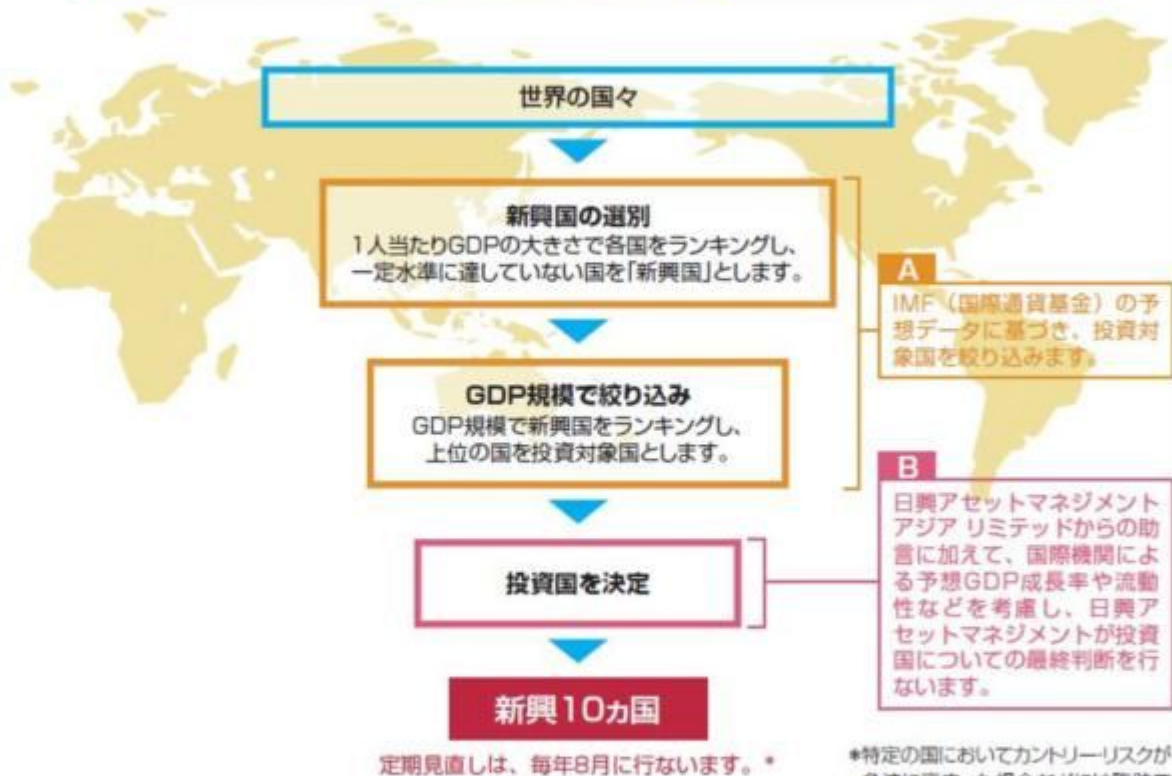 世界の国々
新興国の選別
1人当たりGDPの大きさで各国をランキングし、
一定水準に達していない国を「新興国」とします。
A
IMF（国際通貨基金）の予
想データに基づき、投資対
象国を絞り込みます。
GDP規模で絞り込み
GDP規模で新興国をランキングし、
上位の国を投資対象国とします。
B
日興アセットマネジメント
アジア リミテッドからの助
言に加えて、国際機関によ
る予想GDP成長率や流動
性などを考慮し、日興ア
セットマネジメントが投資
国についての最終判断を行
ないます。
投資国を決定
新興10ヵ国
定期見直しは、毎年8月に行ないます。*
*特定の国においてカントリー・リスクが